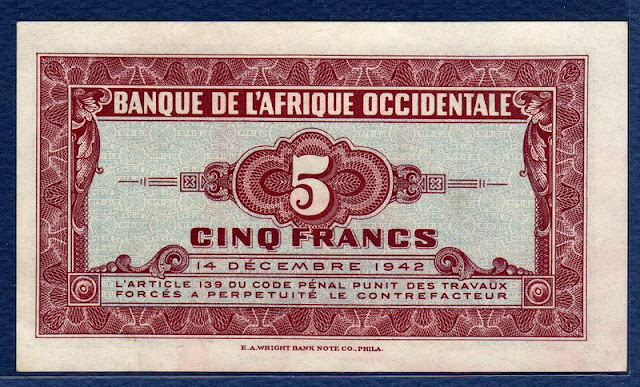 BANQUE DE L'AFRIQUE OCCIDENTALE
5
CINQ FRANCS
14 DÉCEMBRE 1942
L'ARTICLE 139 DU CODE PÉNAL PUNIT DES TRAVAUX
FORCÉS A PERPETUITÉ LE CONTREFACTEUR
E.A.WRIGHT BANK NOTE CO., PHILA.